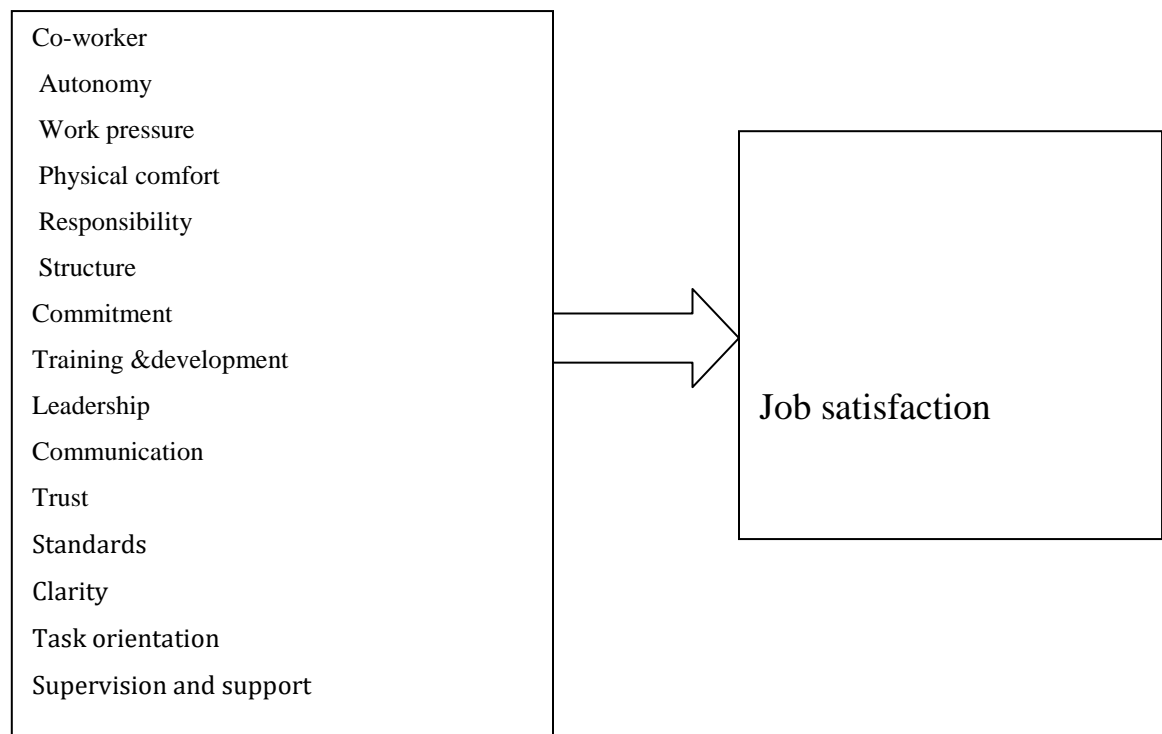 Co-worker
Autonomy
Work pressure
Physical comfort
Responsibility
Structure
Commitment
Training &development
Leadership
Communication
Trust
Standards
Clarity
Task orientation
Supervision and support
Job satisfaction